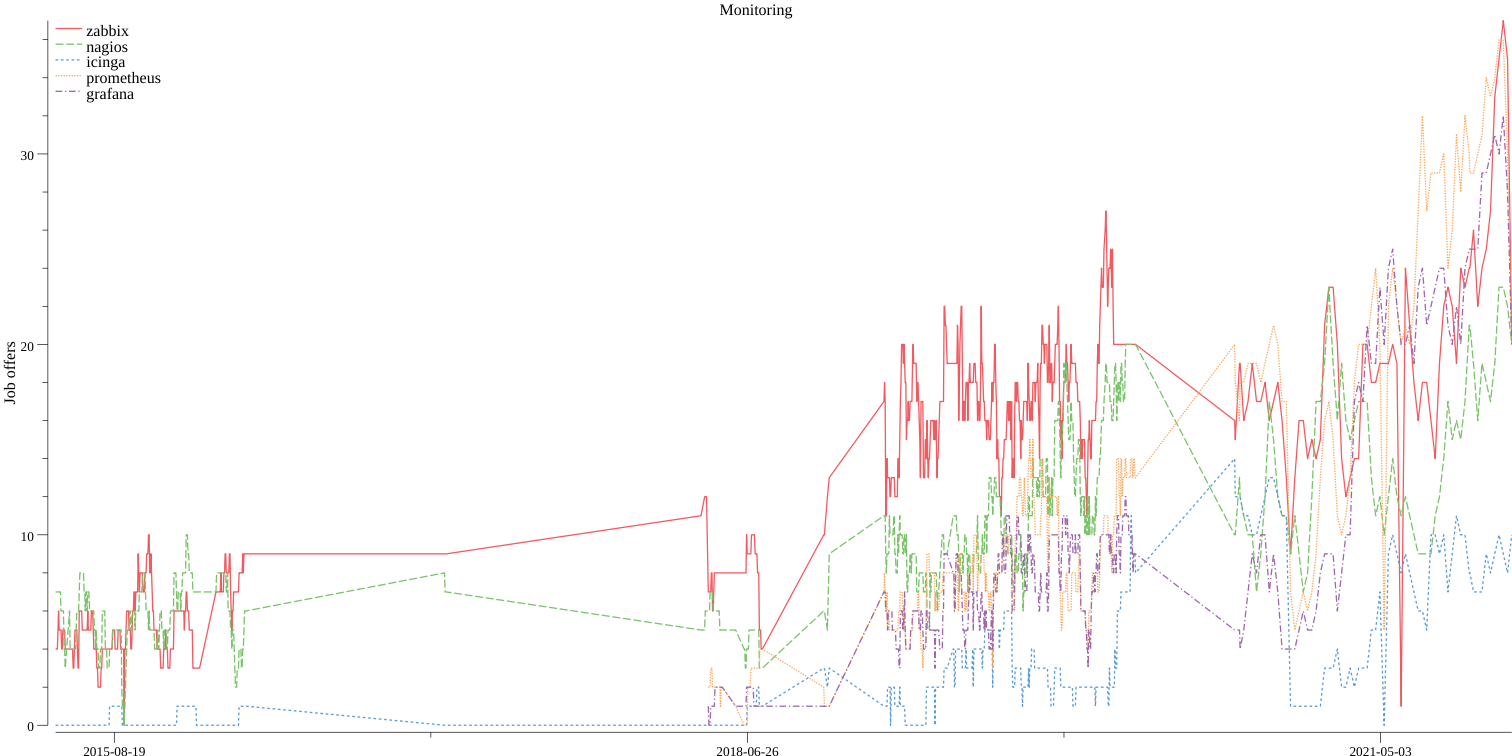 Monitoring
zabbix
nagios
icinga
prometheus
grafana
30
20
10
0
Job offers
2015-08-19
2018-06-26
2021-05-03